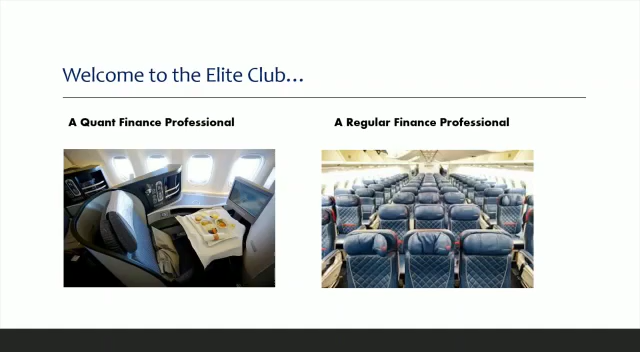 Welcome to the Elite Club…
A Quant Finance Professional
A Regular Finance Professional